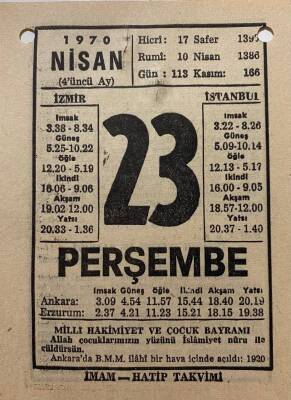 1970
NİSAN
(4'üncü Ay)
Hicrî: 17 Safer 1390
Rumî: 10 Nisan 1386
Gün: 113 Kasım: 166
İZMİR
İmsak
3.38 - 8.34
Güneş
5.25-10.22
Öğle
12.20 - 5.19
İkindi
16.06 - 9.06
Akşam
19.02 - 12.00
Yatsı
20.33 - 1.36
23
İSTANBUL
İmsak
3.22 - 8.26
Güneş
5.09-10.14
Öğle
12.13 - 5.17
İkindi
16.00 - 9.05
Akşam
18.57-12.00
Yatsı
20.37 - 1.40
PERŞEMBE
İmsak Güneş Öğle İkindi Akşam Yatsı
Ankara: 3.09 4.54 11.57 15,44 18.40 20.19
Erzurum: 2.37 4.21 11.23 15.21 18.15 19.38
MİLLİ HAKİMİYET VE ÇOCUK BAYRAMI
Allah çocuklarımızın yüzünü İslâmiyet nûru ile
güldürsün.
Ankara'da B.M.M. ilâhî bir hava içinde açıldı: 1920
İMAM — HATİP TAKVİMİ